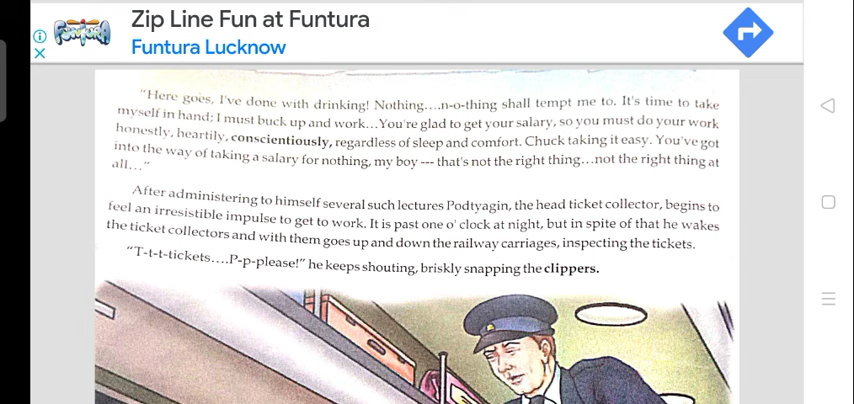 Zip Line Fun at Funtura
FUNTURA
Funtura Lucknow
"Here goes, I've done with drinking! Nothing....n-o-thing shall tempt me to. It's time to take
myself in hand; I must buck up and work...You're glad to get your salary, so you must do your work
honestly, heartily, conscientiously, regardless of sleep and comfort. Chuck taking it easy. You've got
into the way of taking a salary for nothing, my boy --- that's not the right thing...not the right thing at
all..."
After administering to himself several such lectures Podtyagin, the head ticket collector, begins to
feel an irresistible impulse to get to work. It is past one o' clock at night, but in spite of that he wakes
the ticket collectors and with them goes up and down the railway carriages, inspecting the tickets.
"T-t-t-tickets....P-p-please!" he keeps shouting, briskly snapping the clippers.